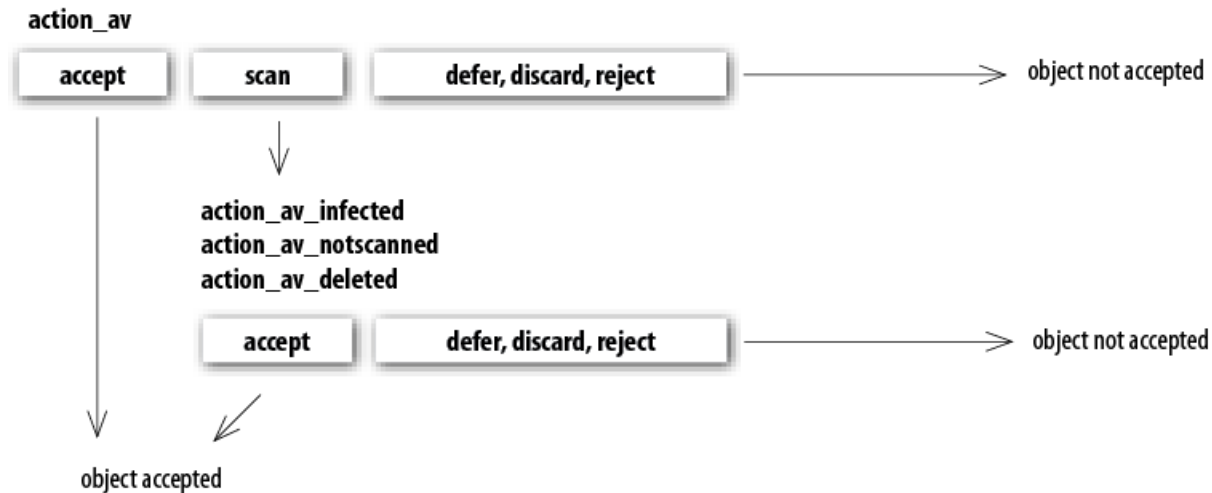 action_av
accept
scan
defer, discard, reject
object not accepted
action_av_infected
action_av_notscanned
action_av_deleted
accept
defer, discard, reject
object not accepted
object accepted